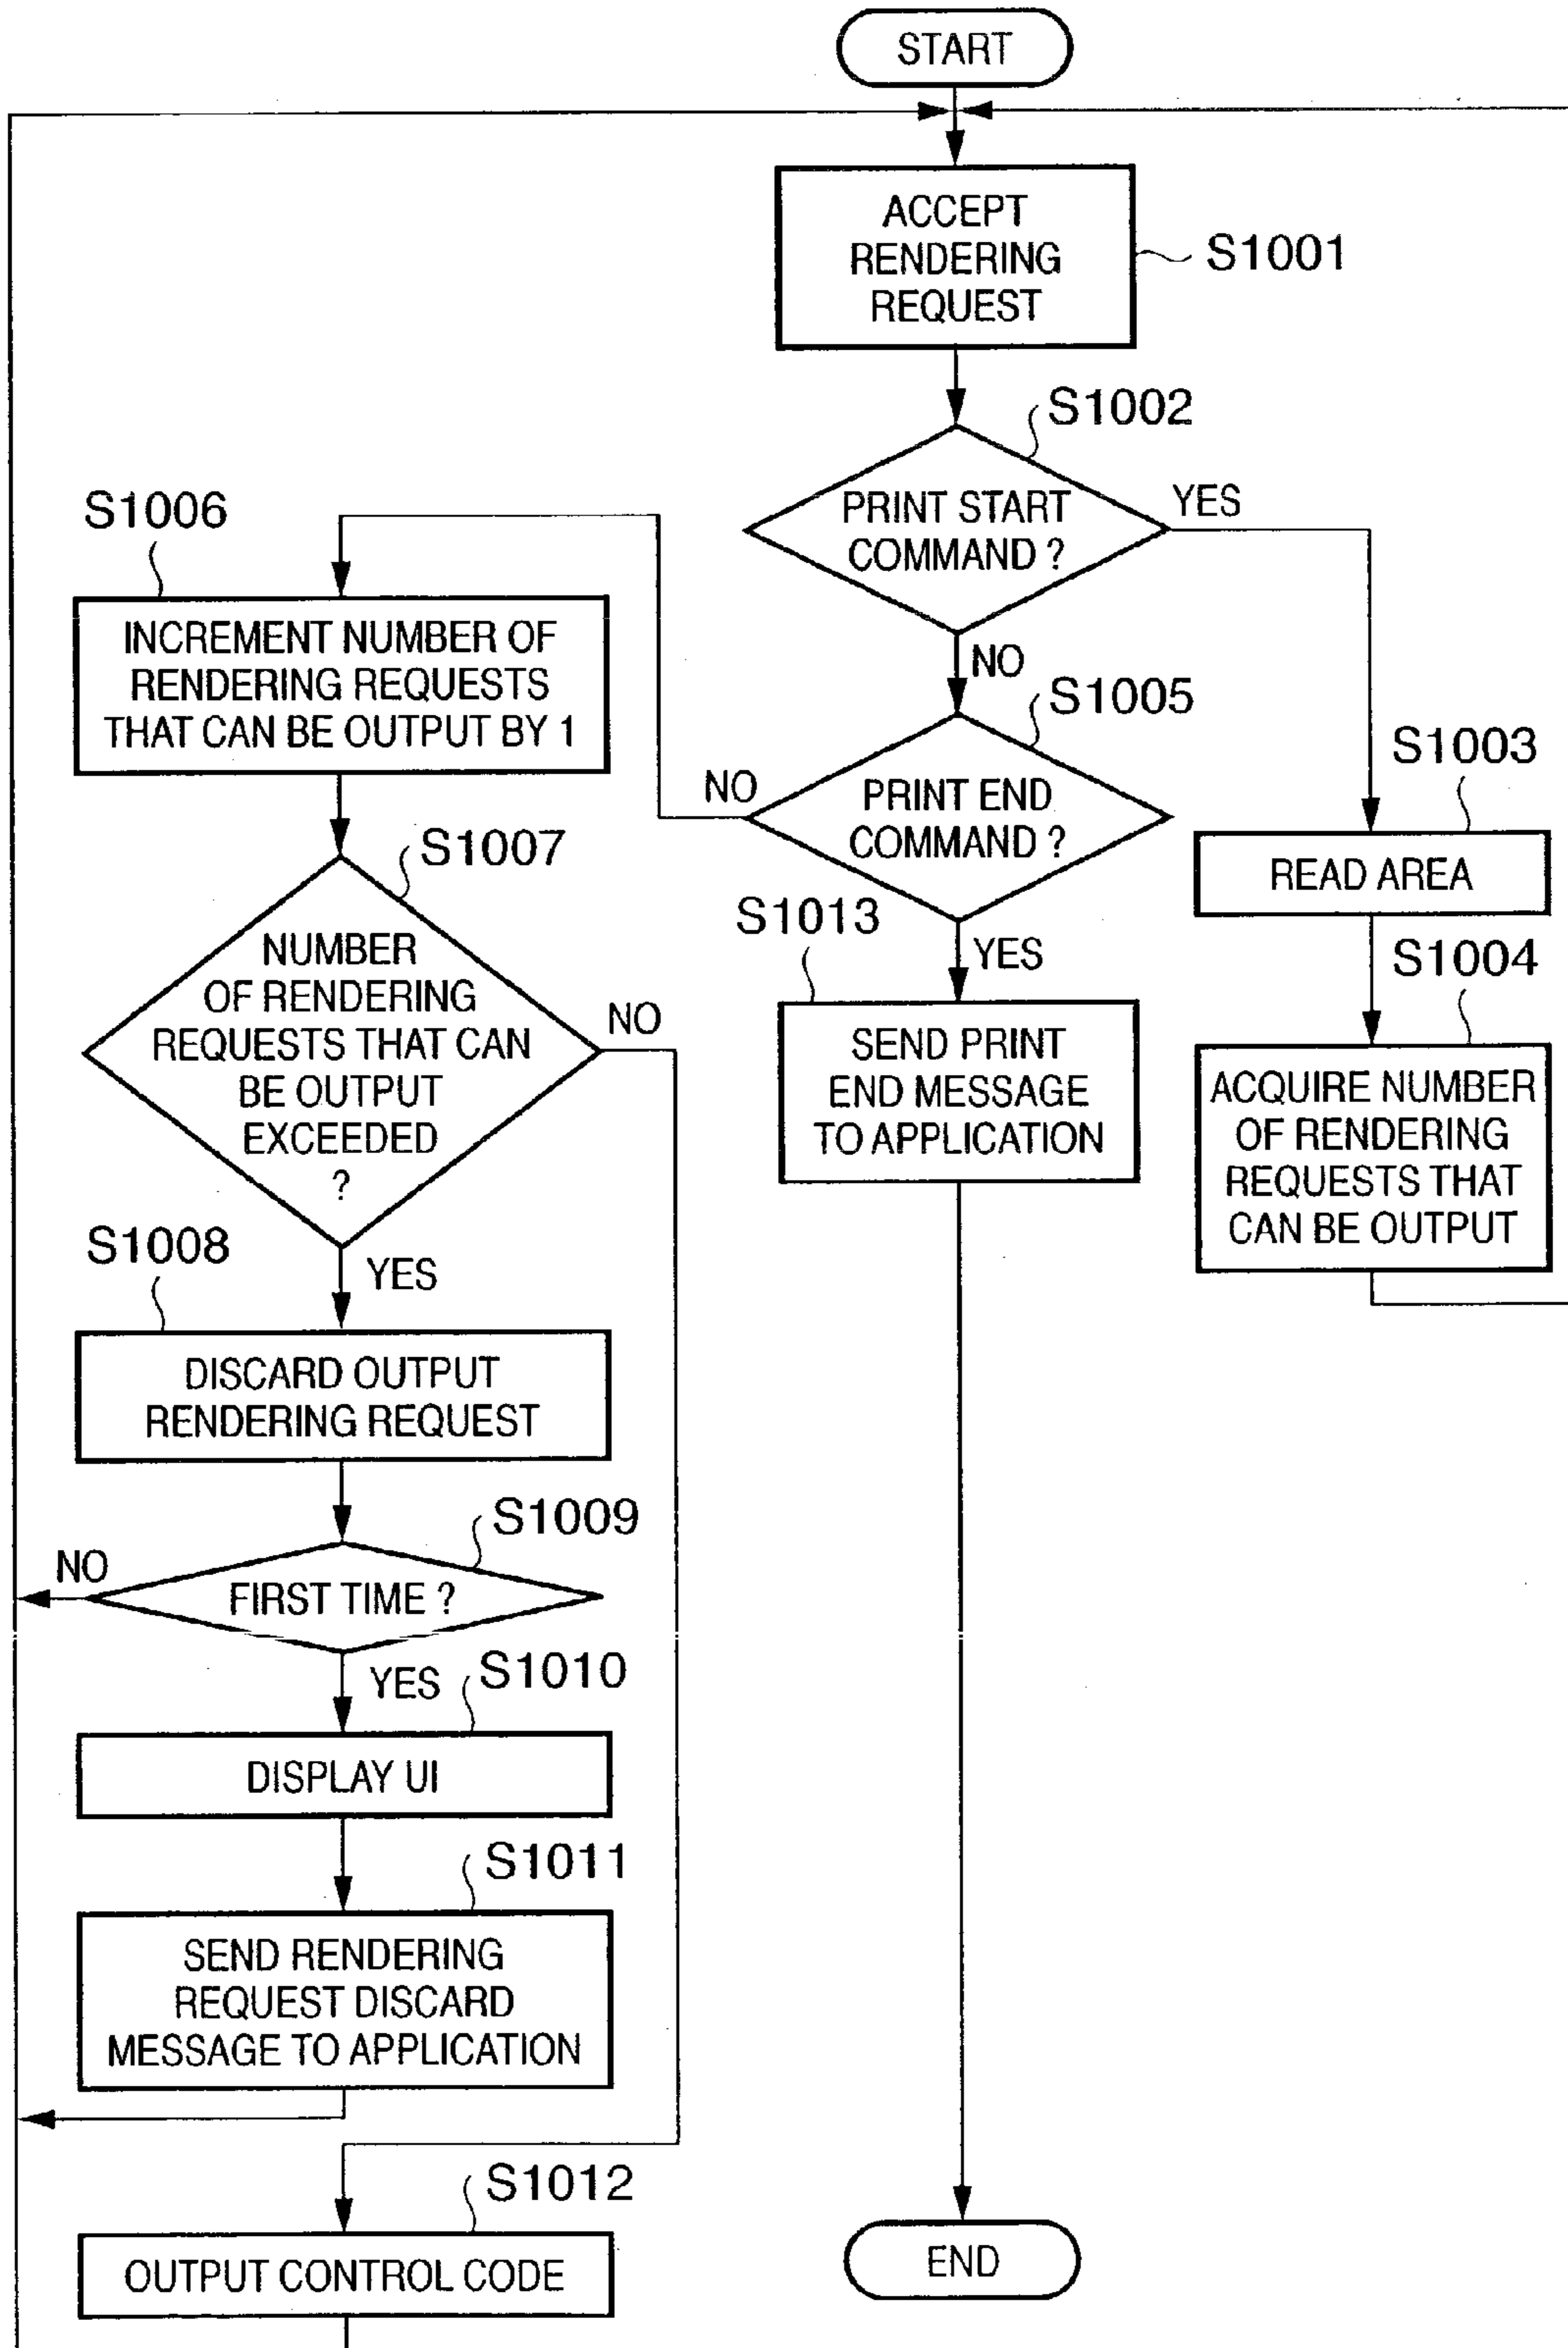 START
ACCEPT
RENDERING
REQUEST
S1001
S1002
PRINT START
COMMAND ?
YES
NO
S1003
READ AREA
S1004
ACQUIRE NUMBER
OF RENDERING
REQUESTS THAT
CAN BE OUTPUT
S1005
PRINT END
COMMAND ?
NO
YES
S1006
INCREMENT NUMBER OF
RENDERING REQUESTS
THAT CAN BE OUTPUT BY 1
S1007
NUMBER
OF RENDERING
REQUESTS THAT CAN
BE OUTPUT
EXCEEDED
?
NO
YES
S1008
DISCARD OUTPUT
RENDERING REQUEST
S1009
FIRST TIME ?
NO
YES
S1010
DISPLAY UI
S1011
SEND RENDERING
REQUEST DISCARD
MESSAGE TO APPLICATION
S1012
OUTPUT CONTROL CODE
S1013
SEND PRINT
END MESSAGE
TO APPLICATION
END